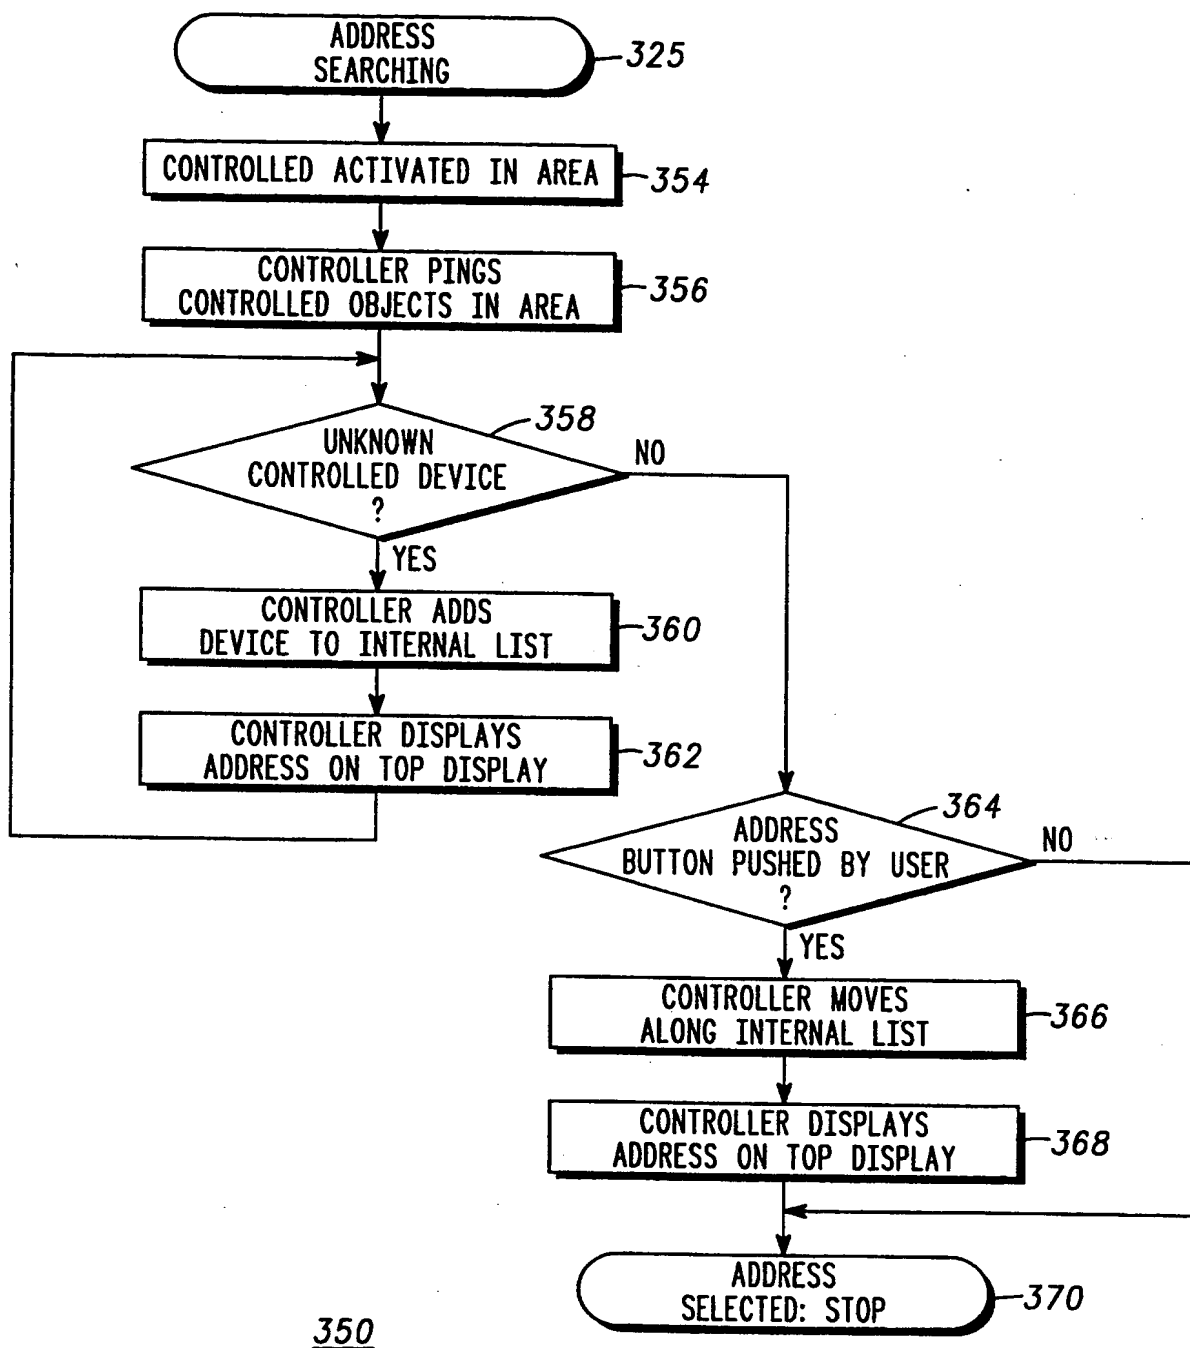 ADDRESS
SEARCHING
325
CONTROLLED ACTIVATED IN AREA
354
CONTROLLER PINGS
CONTROLLED OBJECTS IN AREA
356
358
UNKNOWN
CONTROLLED DEVICE
?
NO
YES
CONTROLLER ADDS
DEVICE TO INTERNAL LIST
360
CONTROLLER DISPLAYS
ADDRESS ON TOP DISPLAY
362
364
ADDRESS
BUTTON PUSHED BY USER
?
NO
YES
CONTROLLER MOVES
ALONG INTERNAL LIST
366
CONTROLLER DISPLAYS
ADDRESS ON TOP DISPLAY
368
ADDRESS
SELECTED: STOP
370
350